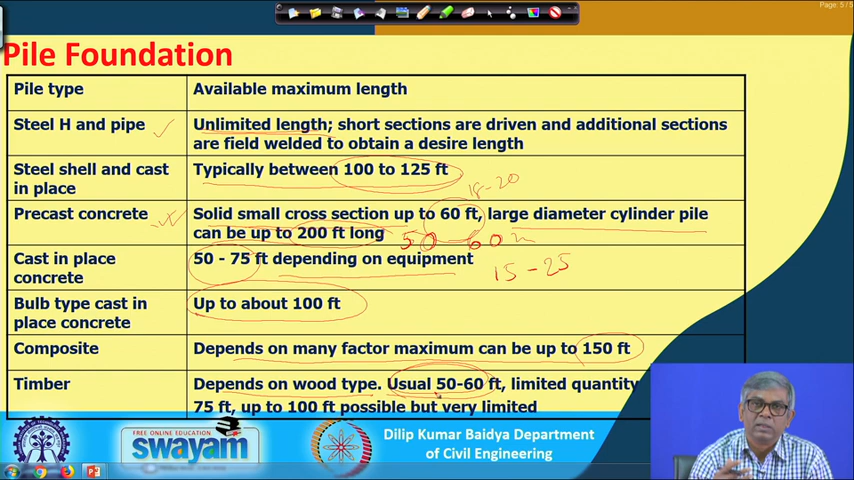 Page: 5 / 5
Pile Foundation
Pile type
Available maximum length
Steel H and pipe
Unlimited length; short sections are driven and additional sections
are field welded to obtain a desire length
Steel shell and cast
in place
Typically between 100 to 125 ft
18-20
Precast concrete
Solid small cross section up to 60 ft, large diameter cylinder pile
can be up to 200 ft long
50 60 m
Cast in place
concrete
50 - 75 ft depending on equipment
15-25
Bulb type cast in
place concrete
Up to about 100 ft
Composite
Depends on many factor maximum can be up to 150 ft
Timber
Depends on wood type. Usual 50-60 ft, limited quantity
75 ft, up to 100 ft possible but very limited
FREE ONLINE EDUCATION
swayam
Dilip Kumar Baidya Department
of Civil Engineering